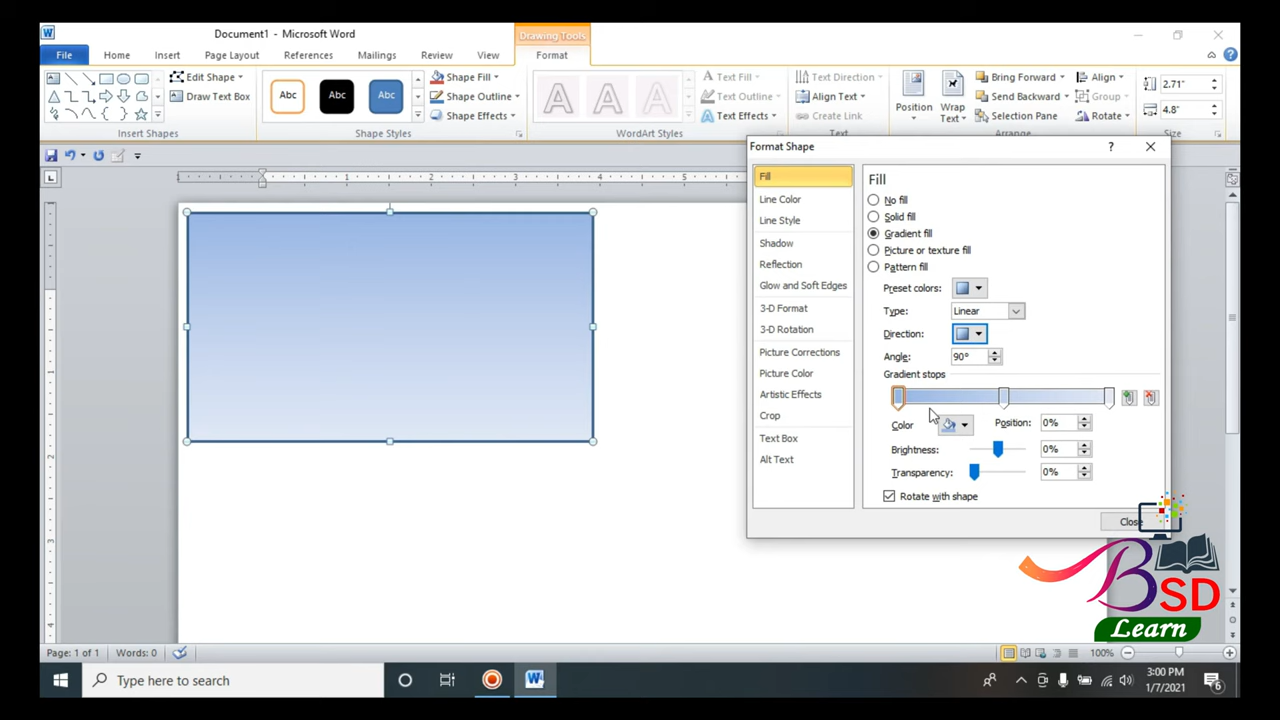 Document1 - Microsoft Word
Drawing Tools
File Home Insert Page Layout References Mailings Review View Format
Edit Shape
Draw Text Box
Insert Shapes
Abc Abc Abc
Shape Fill
Shape Outline
Shape Effects
Shape Styles
A A A
Text Fill
Text Outline
Text Effects
WordArt Styles
Text Direction
Align Text
Create Link
Text
Position
Wrap
Text
Bring Forward
Send Backward
Selection Pane
Arrange
Align
Group
Rotate
2.71"
4.8"
Size
Format Shape
Fill
Line Color
Line Style
Shadow
Reflection
Glow and Soft Edges
3-D Format
3-D Rotation
Picture Corrections
Picture Color
Artistic Effects
Crop
Text Box
Alt Text
Fill
No fill
Solid fill
Gradient fill
Picture or texture fill
Pattern fill
Preset colors:
Type: Linear
Direction:
Angle: 90°
Gradient stops
Color Position: 0%
Brightness: 0%
Transparency: 0%
Rotate with shape
Close
BSD
Learn
Page: 1 of 1 Words: 0 100%
Type here to search
3:00 PM
1/7/2021
6